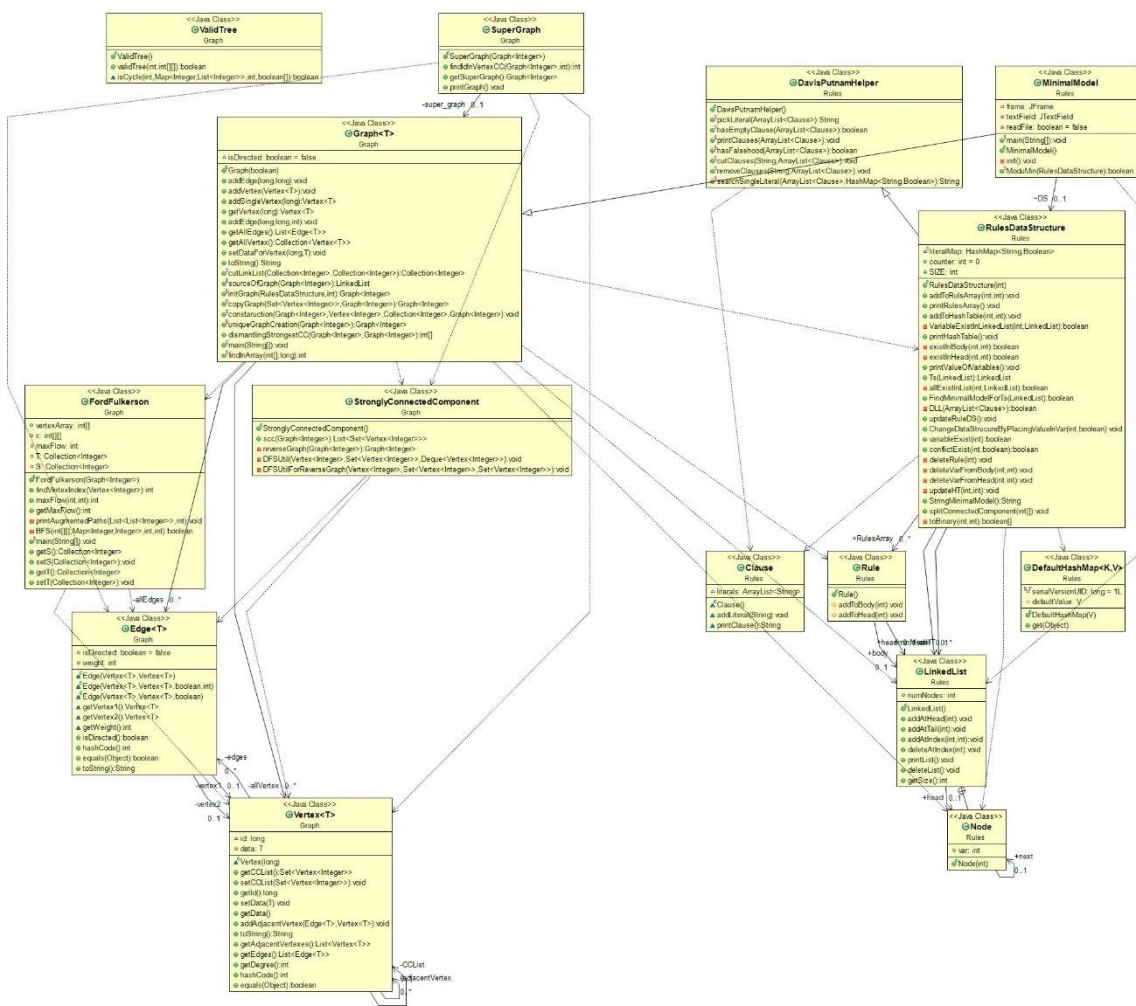 <<Java Class>>
ValidTree
Graph
ValidTree()
validTree(int,int[][]):boolean
isCycle(int,Map<Integer,List<Integer>>,int,boolean[]):boolean
<<Java Class>>
SuperGraph
Graph
SuperGraph(Graph<Integer>)
findIdInVertexCC(Graph<Integer>,int):int
getSuperGraph():Graph<Integer>
printGraph():void
-super_graph 0..1
<<Java Class>>
DavisPutnamHelper
Rules
DavisPutnamHelper()
pickLiteral(ArrayList<Clause>):String
hasEmptyClause(ArrayList<Clause>):boolean
printClauses(ArrayList<Clause>):void
hasFalsehood(ArrayList<Clause>):boolean
cutClauses(String,ArrayList<Clause>):void
removeClauses(String,ArrayList<Clause>):void
searchSingleLiteral(ArrayList<Clause>,HashMap<String,Boolean>):String
<<Java Class>>
MinimalModel
Rules
frame: JFrame
textField: JTextField
readFile: boolean = false
main(String[]):void
MinimalModel()
init():void
ModuMin(RulesDataStructure):boolean
~DS 0..1
<<Java Class>>
Graph<T>
Graph
isDirected: boolean = false
Graph(boolean)
addEdge(long,long):void
addVertex(Vertex<T>):void
addSingleVertex(long):Vertex<T>
getVertex(long):Vertex<T>
addEdge(long,long,int):void
getAllEdges():List<Edge<T>>
getAllVertex():Collection<Vertex<T>>
setDataForVertex(long,T):void
toString():String
cutLinkList(Collection<Integer>,Collection<Integer>):Collection<Integer>
sourceOfGraph(Graph<Integer>):LinkedList
initGraph(RulesDataStructure,int):Graph<Integer>
copyGraph(Set<Vertex<Integer>>,Graph<Integer>):Graph<Integer>
constaruction(Graph<Integer>,Vertex<Integer>,Collection<Integer>,Graph<Integer>):void
uniqueGraphCreation(Graph<Integer>):Graph<Integer>
dismantlingStrongestCC(Graph<Integer>,Graph<Integer>):int[]
main(String[]):void
findInArray(int[],long):int
<<Java Class>>
RulesDataStructure
Rules
literalMap: HashMap<String,Boolean>
counter: int = 0
SIZE: int
RulesDataStructure(int)
addToRulsArray(int,int):void
printRulesArray():void
addToHashTable(int,int):void
VariableExistInLinkedList(int,LinkedList):boolean
printHashTable():void
existInBody(int,int):boolean
existInHead(int,int):boolean
printValueOfVariables():void
Ts(LinkedList):LinkedList
allExistInList(int,LinkedList):boolean
FindMinimalModelForTs(LinkedList):boolean
DLL(ArrayList<Clause>):boolean
updateRuleDS():void
ChangeDataStrucureByPlacingValueInVar(int,boolean):void
variableExist(int):boolean
conflictExist(int,boolean):boolean
deleteRule(int):void
deleteVarFromBody(int,int):void
deleteVarFromHead(int,int):void
updateHT(int,int):void
StringMinimalModel():String
splitConnectedComponent(int[]):void
toBinary(int,int):boolean[]
<<Java Class>>
FordFulkerson
Graph
vertexArray: int[]
c: int[][]
maxFlow: int
T: Collection<Integer>
S: Collection<Integer>
FordFulkerson(Graph<Integer>)
findVertexIndex(Vertex<Integer>):int
maxFlow(int,int):int
getMaxFlow():int
printAugmentedPaths(List<List<Integer>>,int):void
BFS(int[][],Map<Integer,Integer>,int,int):boolean
main(String[]):void
getS():Collection<Integer>
setS(Collection<Integer>):void
getT():Collection<Integer>
setT(Collection<Integer>):void
<<Java Class>>
StronglyConnectedComponent
Graph
StronglyConnectedComponent()
scc(Graph<Integer>):List<Set<Vertex<Integer>>>
reverseGraph(Graph<Integer>):Graph<Integer>
DFSUtil(Vertex<Integer>,Set<Vertex<Integer>>,Deque<Vertex<Integer>>):void
DFSUtilForReverseGraph(Vertex<Integer>,Set<Vertex<Integer>>,Set<Vertex<Integer>>):void
+RulesArray 0..*
<<Java Class>>
Clause
Rules
literals: ArrayList<String>
Clause()
addLiteral(String):void
printClause():String
<<Java Class>>
Rule
Rules
Rule()
addToBody(int):void
addToHead(int):void
<<Java Class>>
DefaultHashMap<K,V>
Rules
serialVersionUID: long = 1L
defaultValue: V
DefaultHashMap(V)
get(Object)
-allEdges 0..*
<<Java Class>>
Edge<T>
Graph
isDirected: boolean = false
weight: int
Edge(Vertex<T>,Vertex<T>)
Edge(Vertex<T>,Vertex<T>,boolean,int)
Edge(Vertex<T>,Vertex<T>,boolean)
getVertex1():Vertex<T>
getVertex2():Vertex<T>
getWeight():int
isDirected():boolean
hashCode():int
equals(Object):boolean
toString():String
+body
0..1
<<Java Class>>
LinkedList
Rules
numNodes: int
LinkedList()
addAtHead(int):void
addAtTail(int):void
addAtIndex(int,int):void
deleteAtIndex(int):void
printList():void
deleteList():void
getSize():int
-edges
0..*
-vertex1 0..1
-allVertex 0..*
-vertex2
0..1
+head 0..1
<<Java Class>>
Node
Rules
var: int
Node(int)
+next
0..1
<<Java Class>>
Vertex<T>
Graph
id: long
data: T
Vertex(long)
getCCList():Set<Vertex<Integer>>
setCCList(Set<Vertex<Integer>>):void
getId():long
setData(T):void
getData()
addAdjacentVertex(Edge<T>,Vertex<T>):void
toString():String
getAdjacentVertexes():List<Vertex<T>>
getEdges():List<Edge<T>>
getDegree():int
hashCode():int
equals(Object):boolean
-CCList
-adjacentVertex
0..*